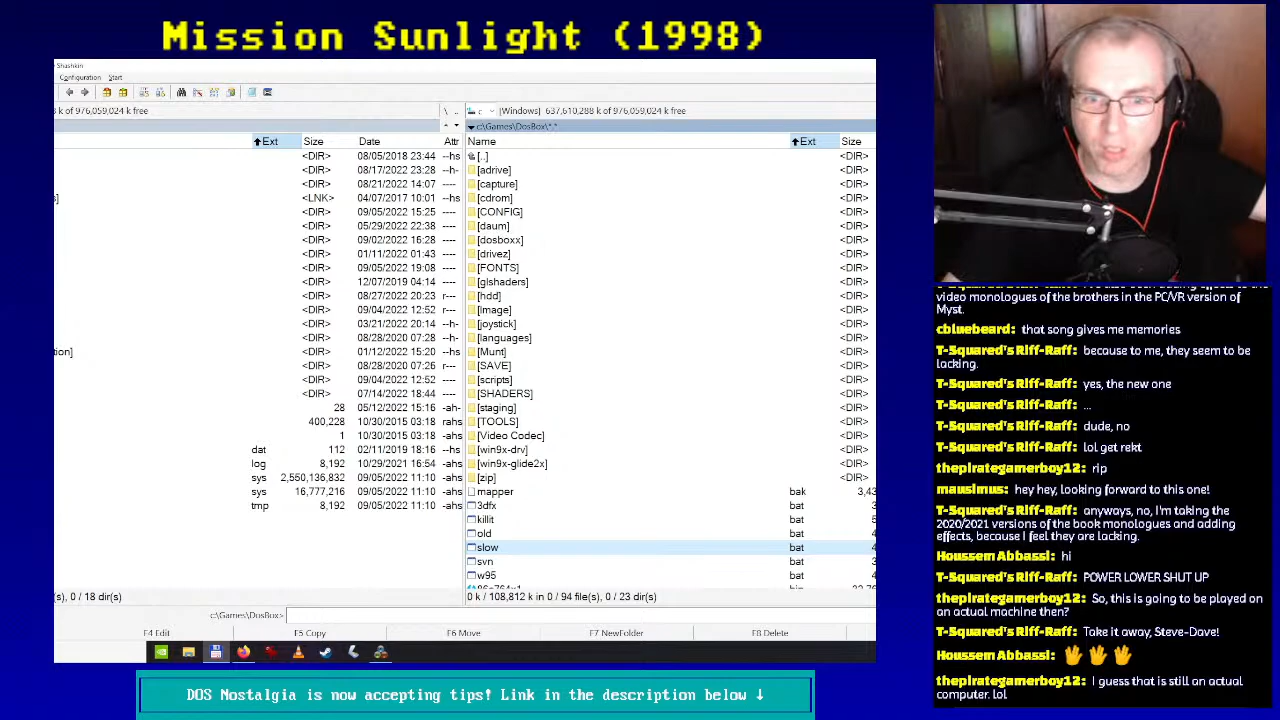 Mission Sunlight (1998)
Shashkin
Configuration Start
k of 976,059,024 k free
\ ..
c [Windows] 637,610,288 k of 976,059,024 k free
c:\Games\DosBox\*.*
Ext Size Date Attr
<DIR> 08/05/2018 23:44 --hs
<DIR> 08/17/2022 23:28 --h-
<DIR> 08/21/2022 14:07 ----
s] <LNK> 04/07/2017 10:01 --hs
<DIR> 09/05/2022 15:25 ----
<DIR> 05/29/2022 22:38 ----
<DIR> 09/02/2022 16:28 ----
<DIR> 01/11/2022 01:43 ----
<DIR> 09/05/2022 19:08 ----
<DIR> 12/07/2019 04:14 ----
<DIR> 08/27/2022 20:23 r---
<DIR> 09/04/2022 12:52 r---
<DIR> 03/21/2022 20:14 --h-
<DIR> 08/28/2020 07:28 --h-
tion] <DIR> 01/12/2022 15:20 --hs
<DIR> 08/28/2020 07:26 r---
<DIR> 09/04/2022 12:52 ----
<DIR> 07/14/2022 18:44 ----
28 05/12/2022 15:16 -ah-
400,228 10/30/2015 03:18 rahs
1 10/30/2015 03:18 -ahs
dat 112 02/11/2019 18:16 --hs
log 8,192 10/29/2021 16:54 -ahs
sys 2,550,136,832 09/05/2022 11:10 -ahs
sys 16,777,216 09/05/2022 11:10 -ahs
tmp 8,192 09/05/2022 11:10 -ahs
(s), 0 / 18 dir(s)
Name Ext Size
[..] <DIR>
[adrive] <DIR>
[capture] <DIR>
[cdrom] <DIR>
[CONFIG] <DIR>
[daum] <DIR>
[dosboxx] <DIR>
[drivez] <DIR>
[FONTS] <DIR>
[glshaders] <DIR>
[hdd] <DIR>
[Image] <DIR>
[joystick] <DIR>
[languages] <DIR>
[Munt] <DIR>
[SAVE] <DIR>
[scripts] <DIR>
[SHADERS] <DIR>
[staging] <DIR>
[TOOLS] <DIR>
[Video Codec] <DIR>
[win9x-drv] <DIR>
[win9x-glide2x] <DIR>
[zip] <DIR>
mapper bak 3,43
3dfx bat
killit bat
old bat
slow bat
svn bat
w95 bat
0 k / 108,812 k in 0 / 94 file(s), 0 / 23 dir(s)
c:\Games\DosBox>
F4 Edit F5 Copy F6 Move F7 NewFolder F8 Delete
DOS Nostalgia is now accepting tips! Link in the description below ↓
video monologues of the brothers in the PC/VR version of
Myst.
cbluebeard: that song gives me memories
T-Squared's Riff-Raff: because to me, they seem to be
lacking.
T-Squared's Riff-Raff: yes, the new one
T-Squared's Riff-Raff: ...
T-Squared's Riff-Raff: dude, no
T-Squared's Riff-Raff: lol get rekt
thepirategamerboy12: rip
mausimus: hey hey, looking forward to this one!
T-Squared's Riff-Raff: anyways, no, I'm taking the
2020/2021 versions of the book monologues and adding
effects, because I feel they are lacking.
Houssem Abbassi: hi
T-Squared's Riff-Raff: POWER LOWER SHUT UP
thepirategamerboy12: So, this is going to be played on
an actual machine then?
T-Squared's Riff-Raff: Take it away, Steve-Dave!
Houssem Abbassi: 🖖 🖖 🖖
thepirategamerboy12: I guess that is still an actual
computer. lol